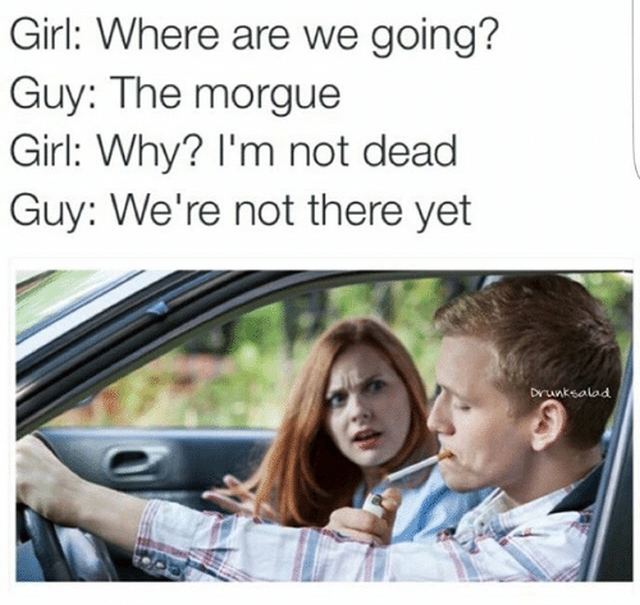 Girl: Where are we going?
Guy: The morgue
Girl: Why? I'm not dead
Guy: We're not there yet
Drunksalad